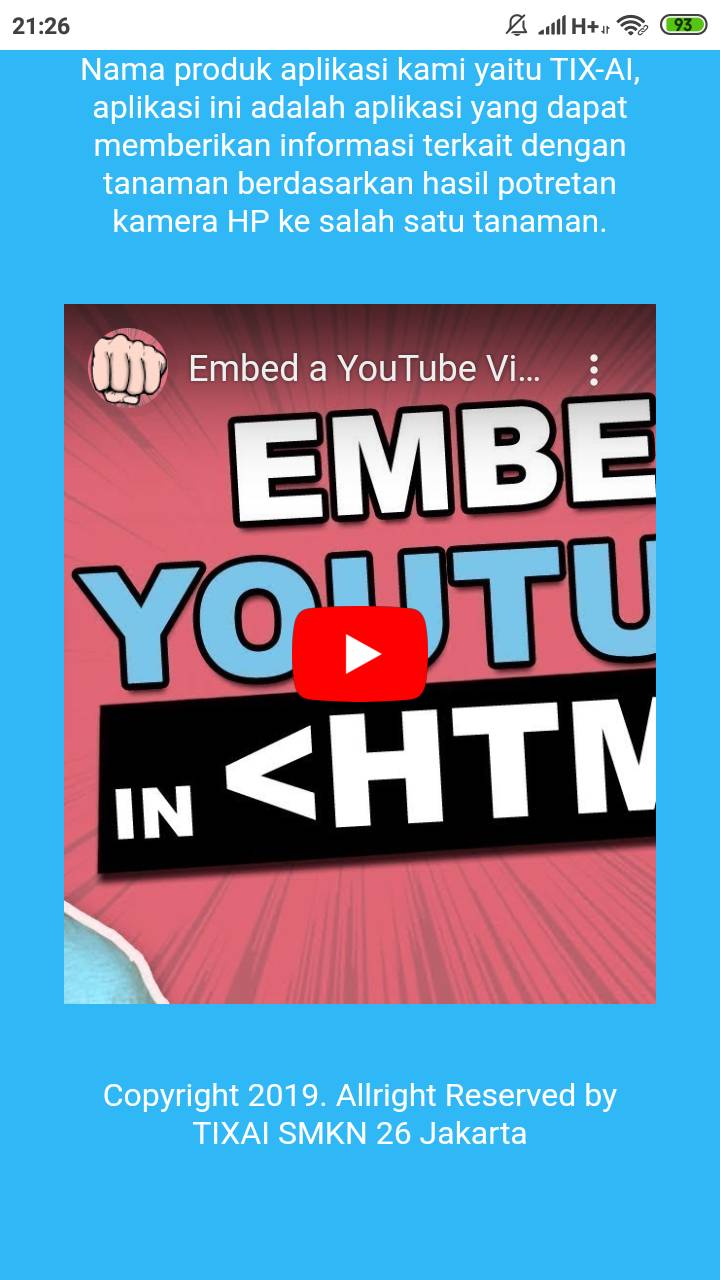 21:26
H+
93
Nama produk aplikasi kami yaitu TIX-AI,
aplikasi ini adalah aplikasi yang dapat
memberikan informasi terkait dengan
tanaman berdasarkan hasil potretan
kamera HP ke salah satu tanaman.
Embed a YouTube Vi...
EMBE
YOUTU
IN <HTM
Copyright 2019. Allright Reserved by
TIXAI SMKN 26 Jakarta